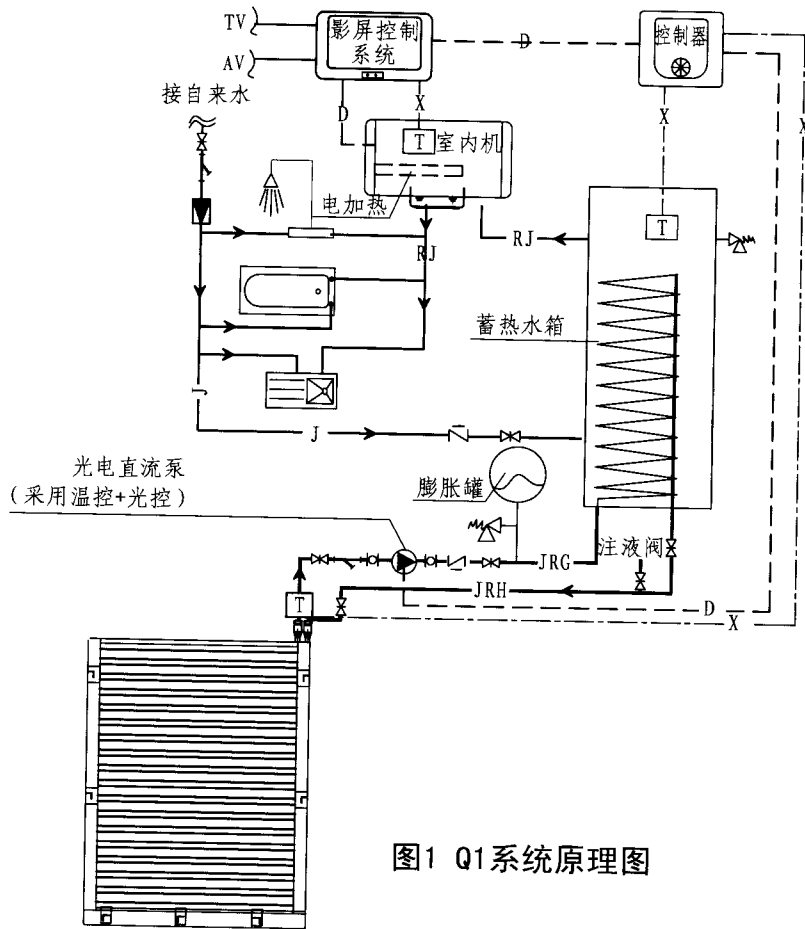 TV
AV
影屏控制
系统
D
控制器
接自来水
D
X
X
X
T
室内机
电加热
RJ
RJ
T
蓄热水箱
J
J
光电直流泵
(采用温控+光控)
膨胀罐
注液阀
JRG
JRH
T
D
X
图1 Q1系统原理图